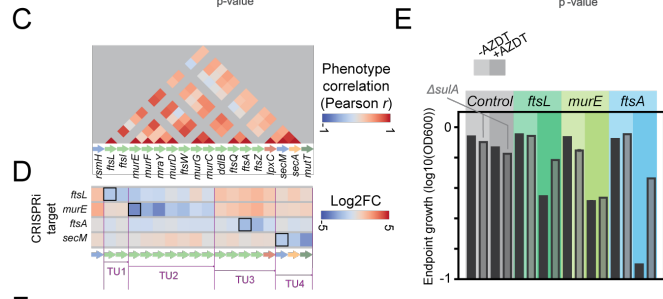 p-value
p-value
C
Phenotype
correlation
(Pearson r)
-1
1
rsmH
ftsL
ftsI
murE
murF
mraY
murD
ftsW
murG
murC
ddlB
ftsQ
ftsA
ftsZ
lpxC
secM
secA
mutT
D
CRISPRi
target
ftsL
murE
ftsA
secM
Log2FC
-5
5
TU1
TU2
TU3
TU4
E
-AZDT
+AZDT
ΔsulA
Control
ftsL
murE
ftsA
Endpoint growth (log10(OD600))
0
-1